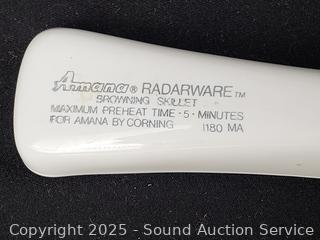 Amana® RADARWARE™
BROWNING SKILLET
MAXIMUM PREHEAT TIME - 5 - MINUTES
FOR AMANA BY CORNING 1180 MA
Copyright © 2025 - Sound Auction Service